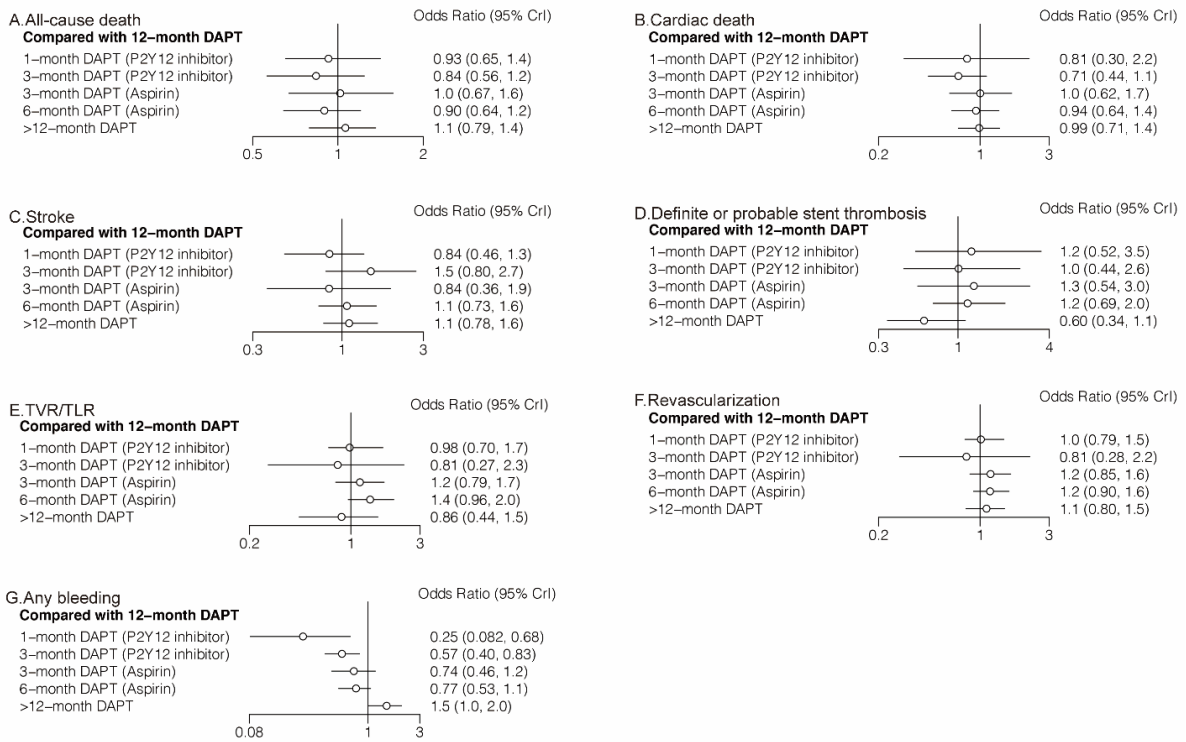 A.All-cause death
Odds Ratio (95% CrI)
Compared with 12–month DAPT
1–month DAPT (P2Y12 inhibitor) 0.93 (0.65, 1.4)
3–month DAPT (P2Y12 inhibitor) 0.84 (0.56, 1.2)
3–month DAPT (Aspirin) 1.0 (0.67, 1.6)
6–month DAPT (Aspirin) 0.90 (0.64, 1.2)
>12–month DAPT 1.1 (0.79, 1.4)
0.5 1 2
B.Cardiac death
Odds Ratio (95% CrI)
Compared with 12–month DAPT
1–month DAPT (P2Y12 inhibitor) 0.81 (0.30, 2.2)
3–month DAPT (P2Y12 inhibitor) 0.71 (0.44, 1.1)
3–month DAPT (Aspirin) 1.0 (0.62, 1.7)
6–month DAPT (Aspirin) 0.94 (0.64, 1.4)
>12–month DAPT 0.99 (0.71, 1.4)
0.2 1 3
C.Stroke
Odds Ratio (95% CrI)
Compared with 12–month DAPT
1–month DAPT (P2Y12 inhibitor) 0.84 (0.46, 1.3)
3–month DAPT (P2Y12 inhibitor) 1.5 (0.80, 2.7)
3–month DAPT (Aspirin) 0.84 (0.36, 1.9)
6–month DAPT (Aspirin) 1.1 (0.73, 1.6)
>12–month DAPT 1.1 (0.78, 1.6)
0.3 1 3
D.Definite or probable stent thrombosis
Odds Ratio (95% CrI)
Compared with 12–month DAPT
1–month DAPT (P2Y12 inhibitor) 1.2 (0.52, 3.5)
3–month DAPT (P2Y12 inhibitor) 1.0 (0.44, 2.6)
3–month DAPT (Aspirin) 1.3 (0.54, 3.0)
6–month DAPT (Aspirin) 1.2 (0.69, 2.0)
>12–month DAPT 0.60 (0.34, 1.1)
0.3 1 4
E.TVR/TLR
Odds Ratio (95% CrI)
Compared with 12–month DAPT
1–month DAPT (P2Y12 inhibitor) 0.98 (0.70, 1.7)
3–month DAPT (P2Y12 inhibitor) 0.81 (0.27, 2.3)
3–month DAPT (Aspirin) 1.2 (0.79, 1.7)
6–month DAPT (Aspirin) 1.4 (0.96, 2.0)
>12–month DAPT 0.86 (0.44, 1.5)
0.2 1 3
F.Revascularization
Odds Ratio (95% CrI)
Compared with 12–month DAPT
1–month DAPT (P2Y12 inhibitor) 1.0 (0.79, 1.5)
3–month DAPT (P2Y12 inhibitor) 0.81 (0.28, 2.2)
3–month DAPT (Aspirin) 1.2 (0.85, 1.6)
6–month DAPT (Aspirin) 1.2 (0.90, 1.6)
>12–month DAPT 1.1 (0.80, 1.5)
0.2 1 3
G.Any bleeding
Odds Ratio (95% CrI)
Compared with 12–month DAPT
1–month DAPT (P2Y12 inhibitor) 0.25 (0.082, 0.68)
3–month DAPT (P2Y12 inhibitor) 0.57 (0.40, 0.83)
3–month DAPT (Aspirin) 0.74 (0.46, 1.2)
6–month DAPT (Aspirin) 0.77 (0.53, 1.1)
>12–month DAPT 1.5 (1.0, 2.0)
0.08 1 3